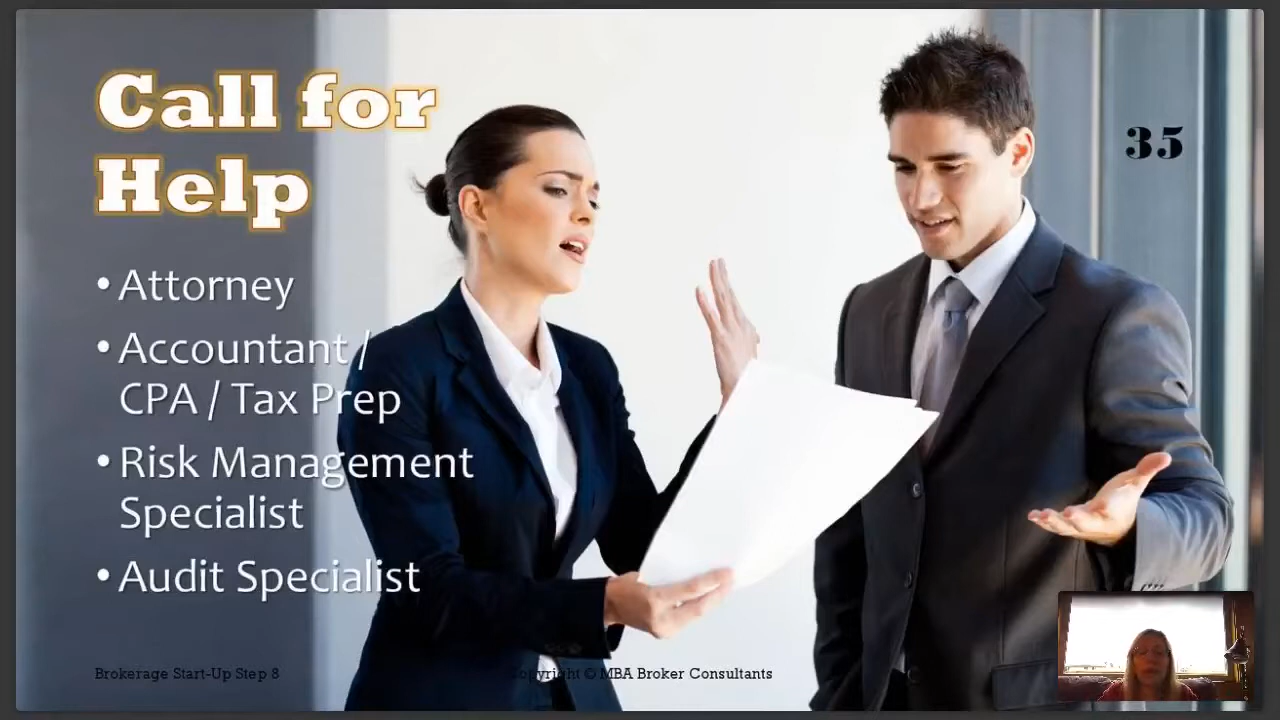 Call for
Help
35
• Attorney
• Accountant /
CPA / Tax Prep
• Risk Management
Specialist
• Audit Specialist
Brokerage Start-Up Step 8
Copyright © MBA Broker Consultants